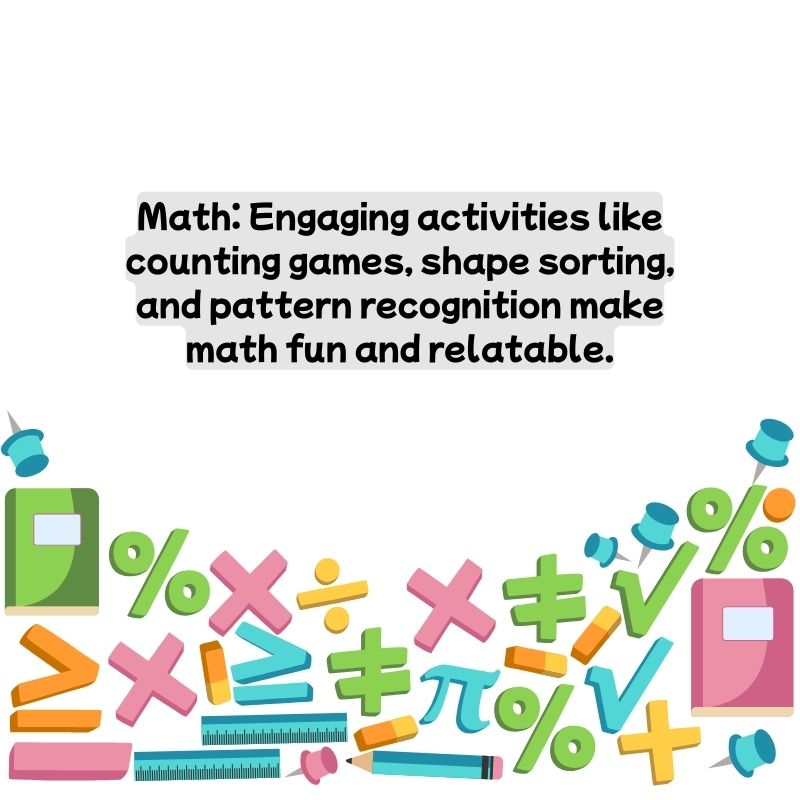 Math: Engaging activities like
counting games, shape sorting,
and pattern recognition make
math fun and relatable.